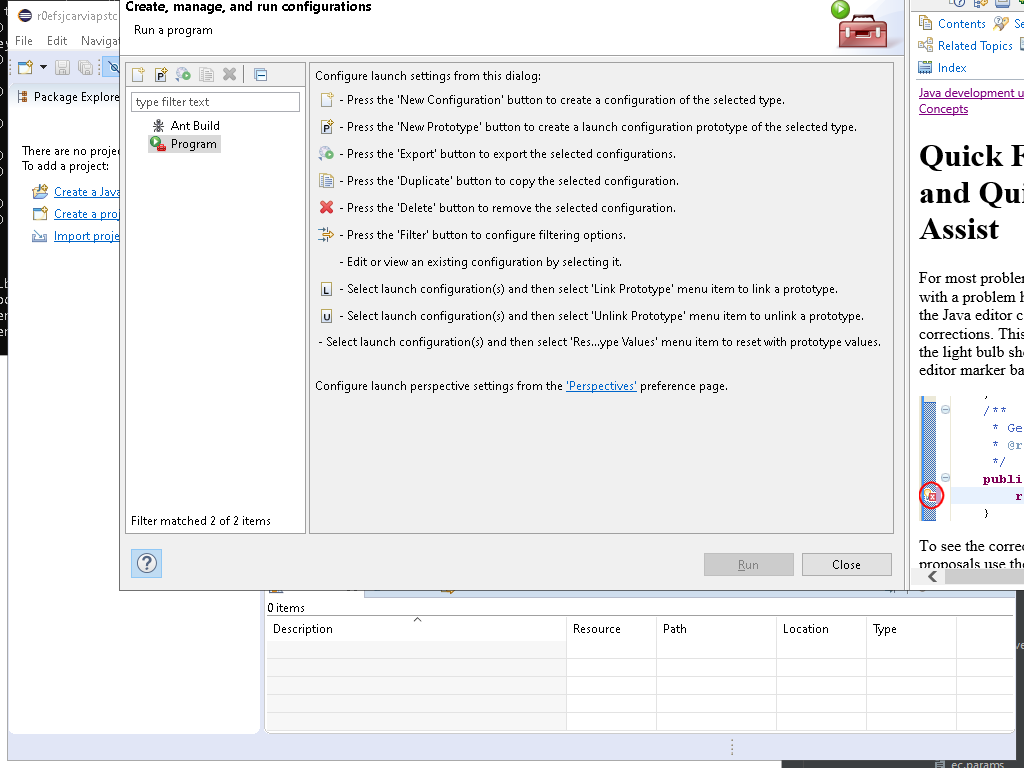 Create, manage, and run configurations
Run a program
r0efsjcarviapstc
File Edit Navigat
Package Explore
There are no projec
To add a project:
Create a Java
Create a proj
Import proje
type filter text
Ant Build
Program
Filter matched 2 of 2 items
Configure launch settings from this dialog:
- Press the 'New Configuration' button to create a configuration of the selected type.
- Press the 'New Prototype' button to create a launch configuration prototype of the selected type.
- Press the 'Export' button to export the selected configurations.
- Press the 'Duplicate' button to copy the selected configuration.
- Press the 'Delete' button to remove the selected configuration.
- Press the 'Filter' button to configure filtering options.
- Edit or view an existing configuration by selecting it.
L - Select launch configuration(s) and then select 'Link Prototype' menu item to link a prototype.
U - Select launch configuration(s) and then select 'Unlink Prototype' menu item to unlink a prototype.
- Select launch configuration(s) and then select 'Res...ype Values' menu item to reset with prototype values.
Configure launch perspective settings from the 'Perspectives' preference page.
?
Run
Close
Contents
Se
Related Topics
Index
Java development u
Concepts
Quick F
and Qui
Assist
For most problem
with a problem h
the Java editor c
corrections. This
the light bulb sho
editor marker ba
/**
* Ge
* @r
*/
publi
r
}
To see the correc
proposals use the
0 items
Description Resource Path Location Type
ec.params